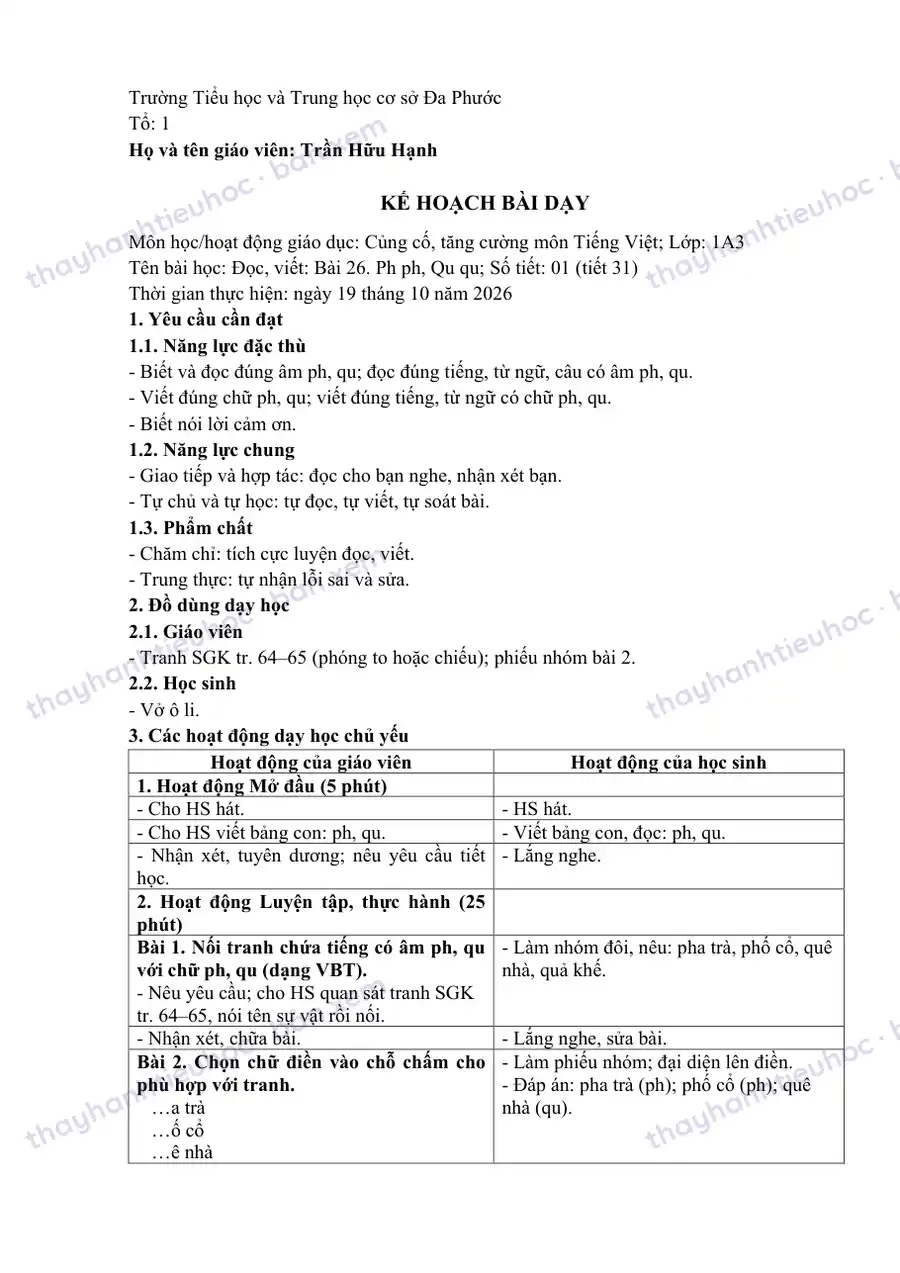 Trường Tiểu học và Trung học cơ sở Đa Phước
Tổ: 1
Họ và tên giáo viên: Trần Hữu Hạnh
KẾ HOẠCH BÀI DẠY
Môn học/hoạt động giáo dục: Củng cố, tăng cường môn Tiếng Việt; Lớp: 1A3
Tên bài học: Đọc, viết: Bài 26. Ph ph, Qu qu; Số tiết: 01 (tiết 31)
Thời gian thực hiện: ngày 19 tháng 10 năm 2026
1. Yêu cầu cần đạt
1.1. Năng lực đặc thù
- Biết và đọc đúng âm ph, qu; đọc đúng tiếng, từ ngữ, câu có âm ph, qu.
- Viết đúng chữ ph, qu; viết đúng tiếng, từ ngữ có chữ ph, qu.
- Biết nói lời cảm ơn.
1.2. Năng lực chung
- Giao tiếp và hợp tác: đọc cho bạn nghe, nhận xét bạn.
- Tự chủ và tự học: tự đọc, tự viết, tự soát bài.
1.3. Phẩm chất
- Chăm chỉ: tích cực luyện đọc, viết.
- Trung thực: tự nhận lỗi sai và sửa.
2. Đồ dùng dạy học
2.1. Giáo viên
- Tranh SGK tr. 64–65 (phóng to hoặc chiếu); phiếu nhóm bài 2.
2.2. Học sinh
- Vở ô li.
3. Các hoạt động dạy học chủ yếu
Hoạt động của giáo viên
Hoạt động của học sinh
1. Hoạt động Mở đầu (5 phút)
- Cho HS hát.
- HS hát.
- Cho HS viết bảng con: ph, qu.
- Viết bảng con, đọc: ph, qu.
- Nhận xét, tuyên dương; nêu yêu cầu tiết
học.
- Lắng nghe.
2. Hoạt động Luyện tập, thực hành (25
phút)
Bài 1. Nối tranh chứa tiếng có âm ph, qu
với chữ ph, qu (dạng VBT).
- Nêu yêu cầu; cho HS quan sát tranh SGK
tr. 64–65, nói tên sự vật rồi nối.
- Làm nhóm đôi, nêu: pha trà, phố cổ, quê
nhà, quả khế.
- Nhận xét, chữa bài.
- Lắng nghe, sửa bài.
Bài 2. Chọn chữ điền vào chỗ chấm cho
phù hợp với tranh.
…a trà
…ố cổ
…ê nhà
- Làm phiếu nhóm; đại diện lên điền.
- Đáp án: pha trà (ph); phố cổ (ph); quê
nhà (qu).
thayhanhtieuhoc · bản xem
thayhanhtieuhoc · b
thayhanhtieuhoc · bản xem
thayhanhtieuhoc · b
thayhanhtieuhoc · bản xem
thayhanhtieuhoc · b